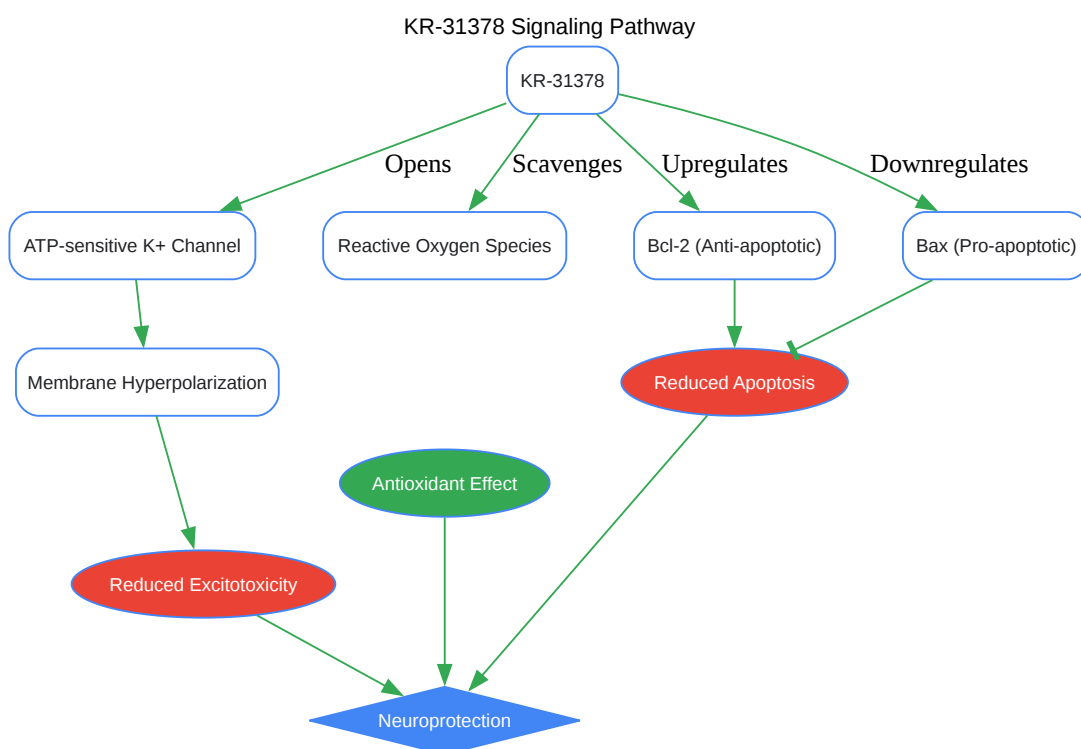 KR-31378 Signaling Pathway
KR-31378
Opens
Scavenges
Upregulates
Downregulates
ATP-sensitive K+ Channel
Reactive Oxygen Species
Bcl-2 (Anti-apoptotic)
Bax (Pro-apoptotic)
Membrane Hyperpolarization
Reduced Apoptosis
Antioxidant Effect
Reduced Excitotoxicity
Neuroprotection